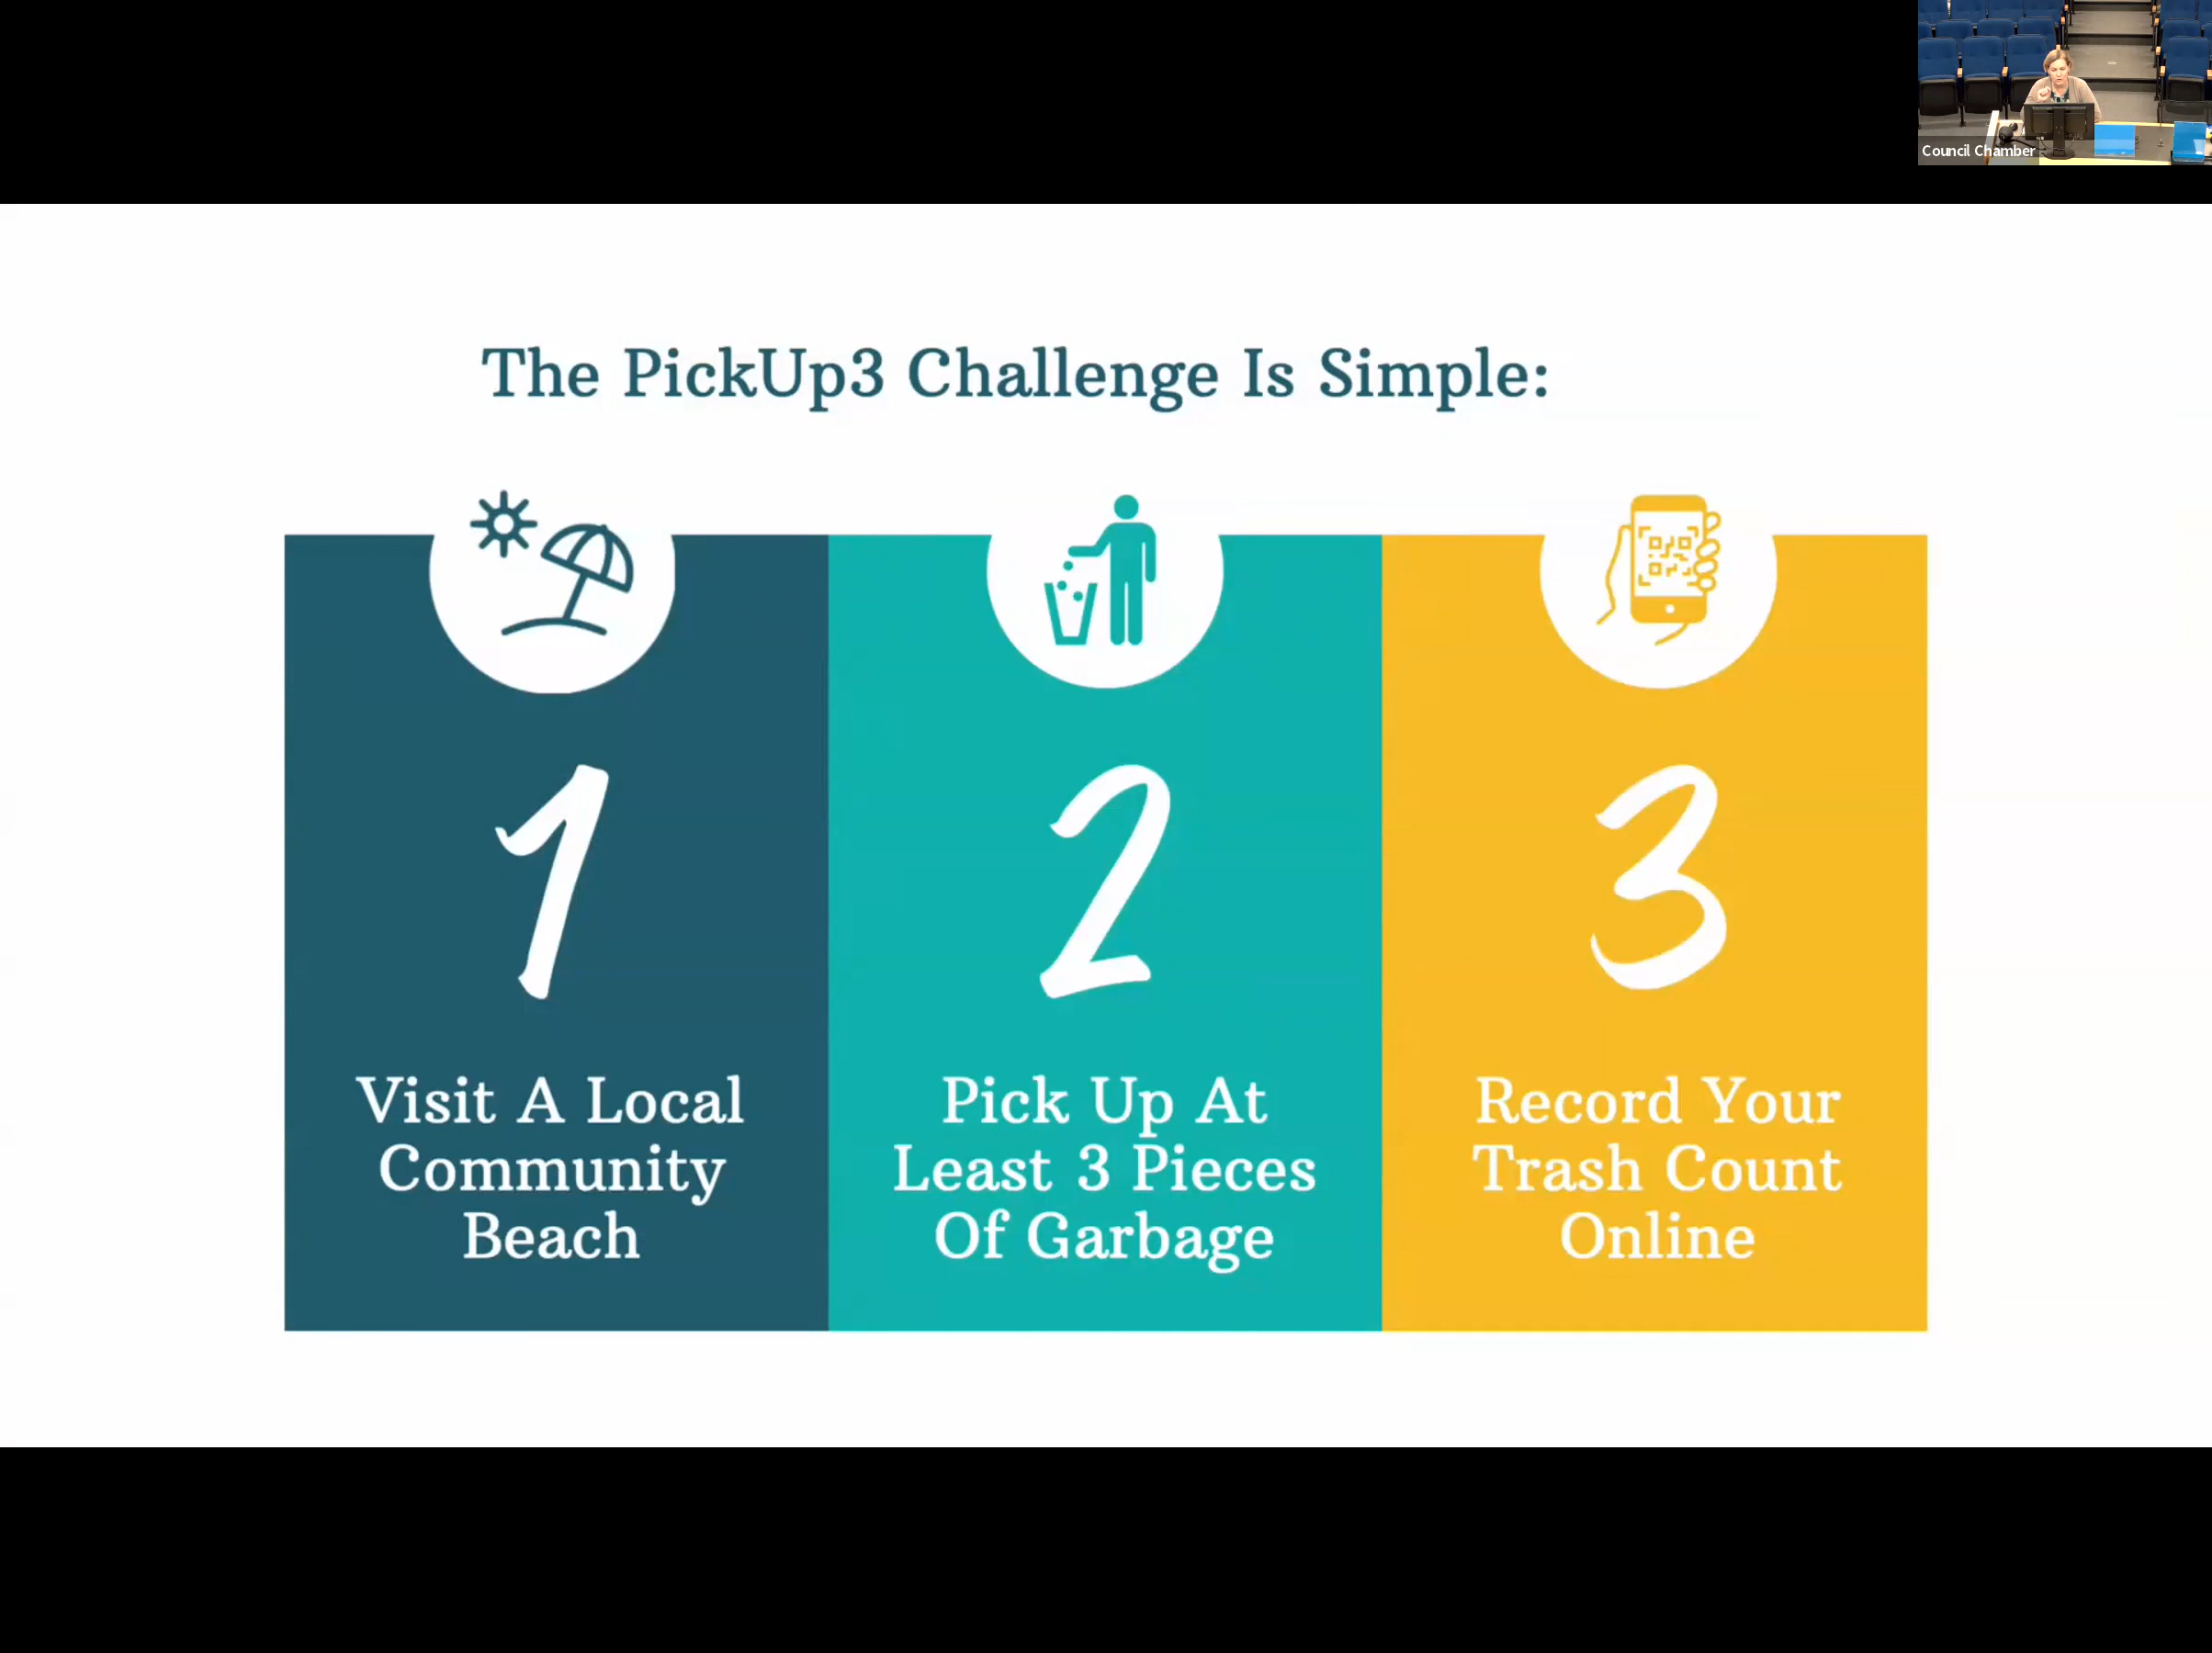 Council Chamber
The PickUp3 Challenge Is Simple:
1
Visit A Local
Community
Beach
2
Pick Up At
Least 3 Pieces
Of Garbage
3
Record Your
Trash Count
Online